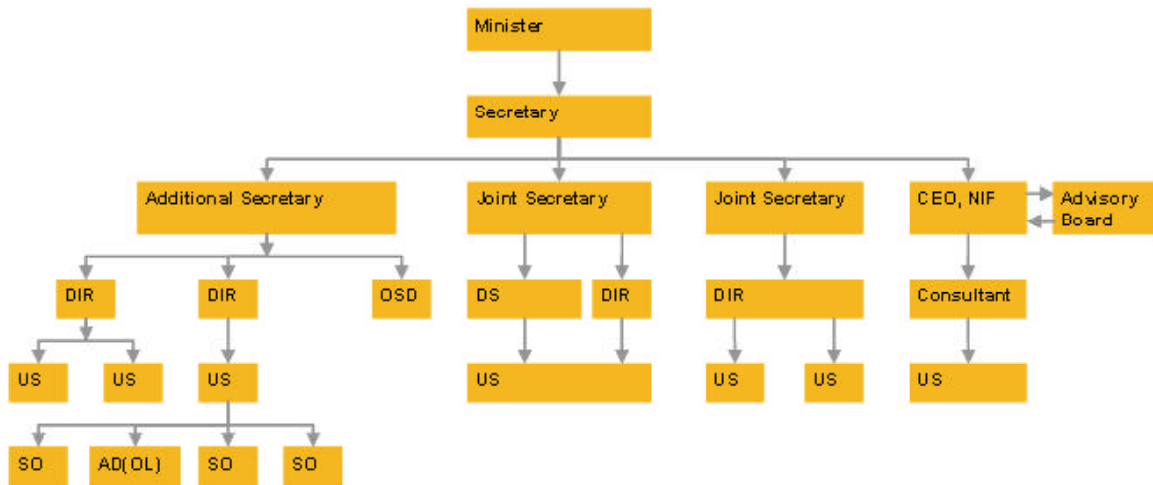 Minister
Secretary
Additional Secretary
Joint Secretary
Joint Secretary
CEO, NIF
Advisory
Board
DIR
DIR
OSD
DS
DIR
DIR
Consultant
US
US
US
US
US
US
US
SO
AD(OL)
SO
SO